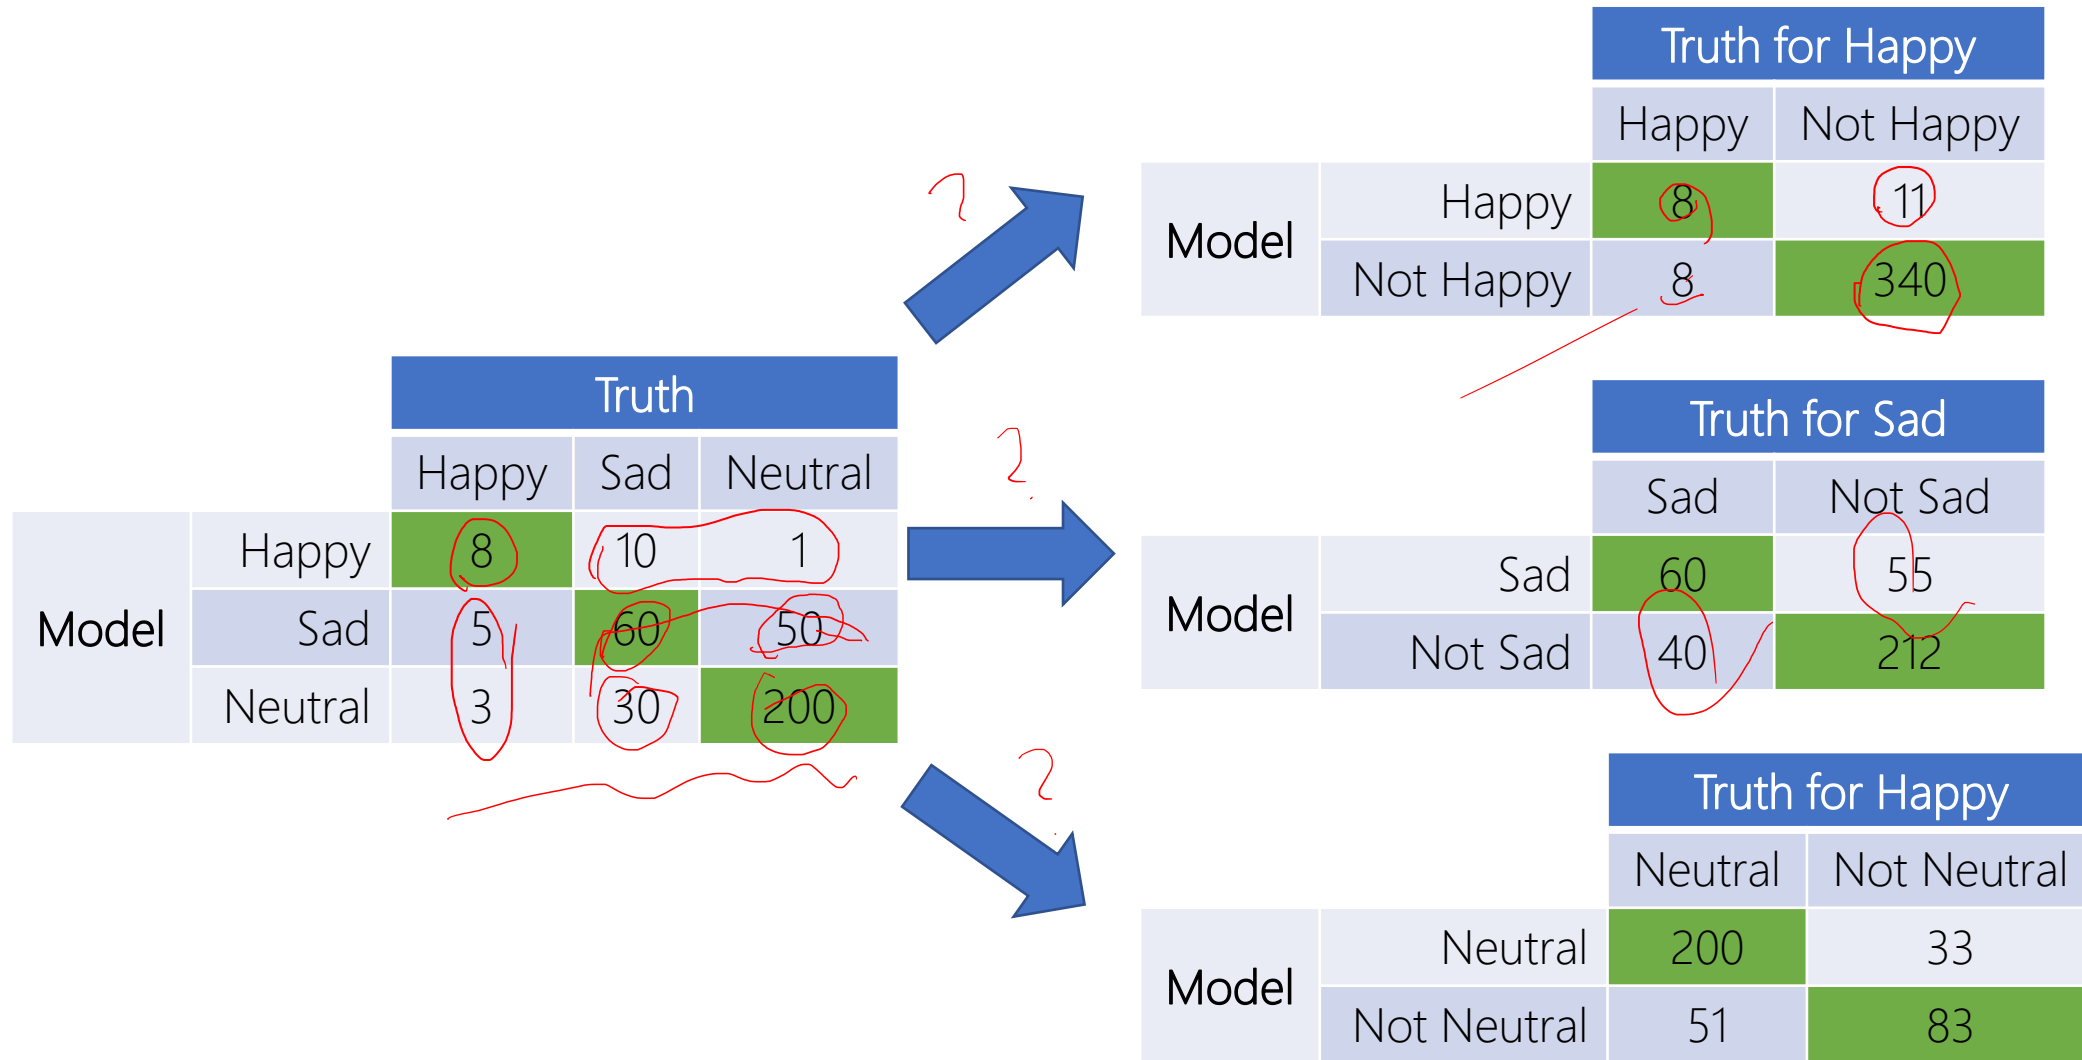 Truth
Happy Sad Neutral
Model
Happy 8 10 1
Sad 5 60 50
Neutral 3 30 200
?
?
?
Truth for Happy
Happy Not Happy
Model
Happy 8 11
Not Happy 8 340
Truth for Sad
Sad Not Sad
Model
Sad 60 55
Not Sad 40 212
Truth for Happy
Neutral Not Neutral
Model
Neutral 200 33
Not Neutral 51 83